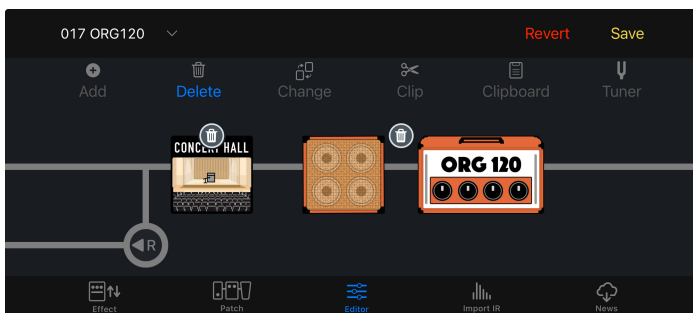 017 ORG120
Revert
Save
Add
Delete
Change
Clip
Clipboard
Tuner
CONCERT HALL
ORG 120
R
Effect
Patch
Editor
Import IR
News